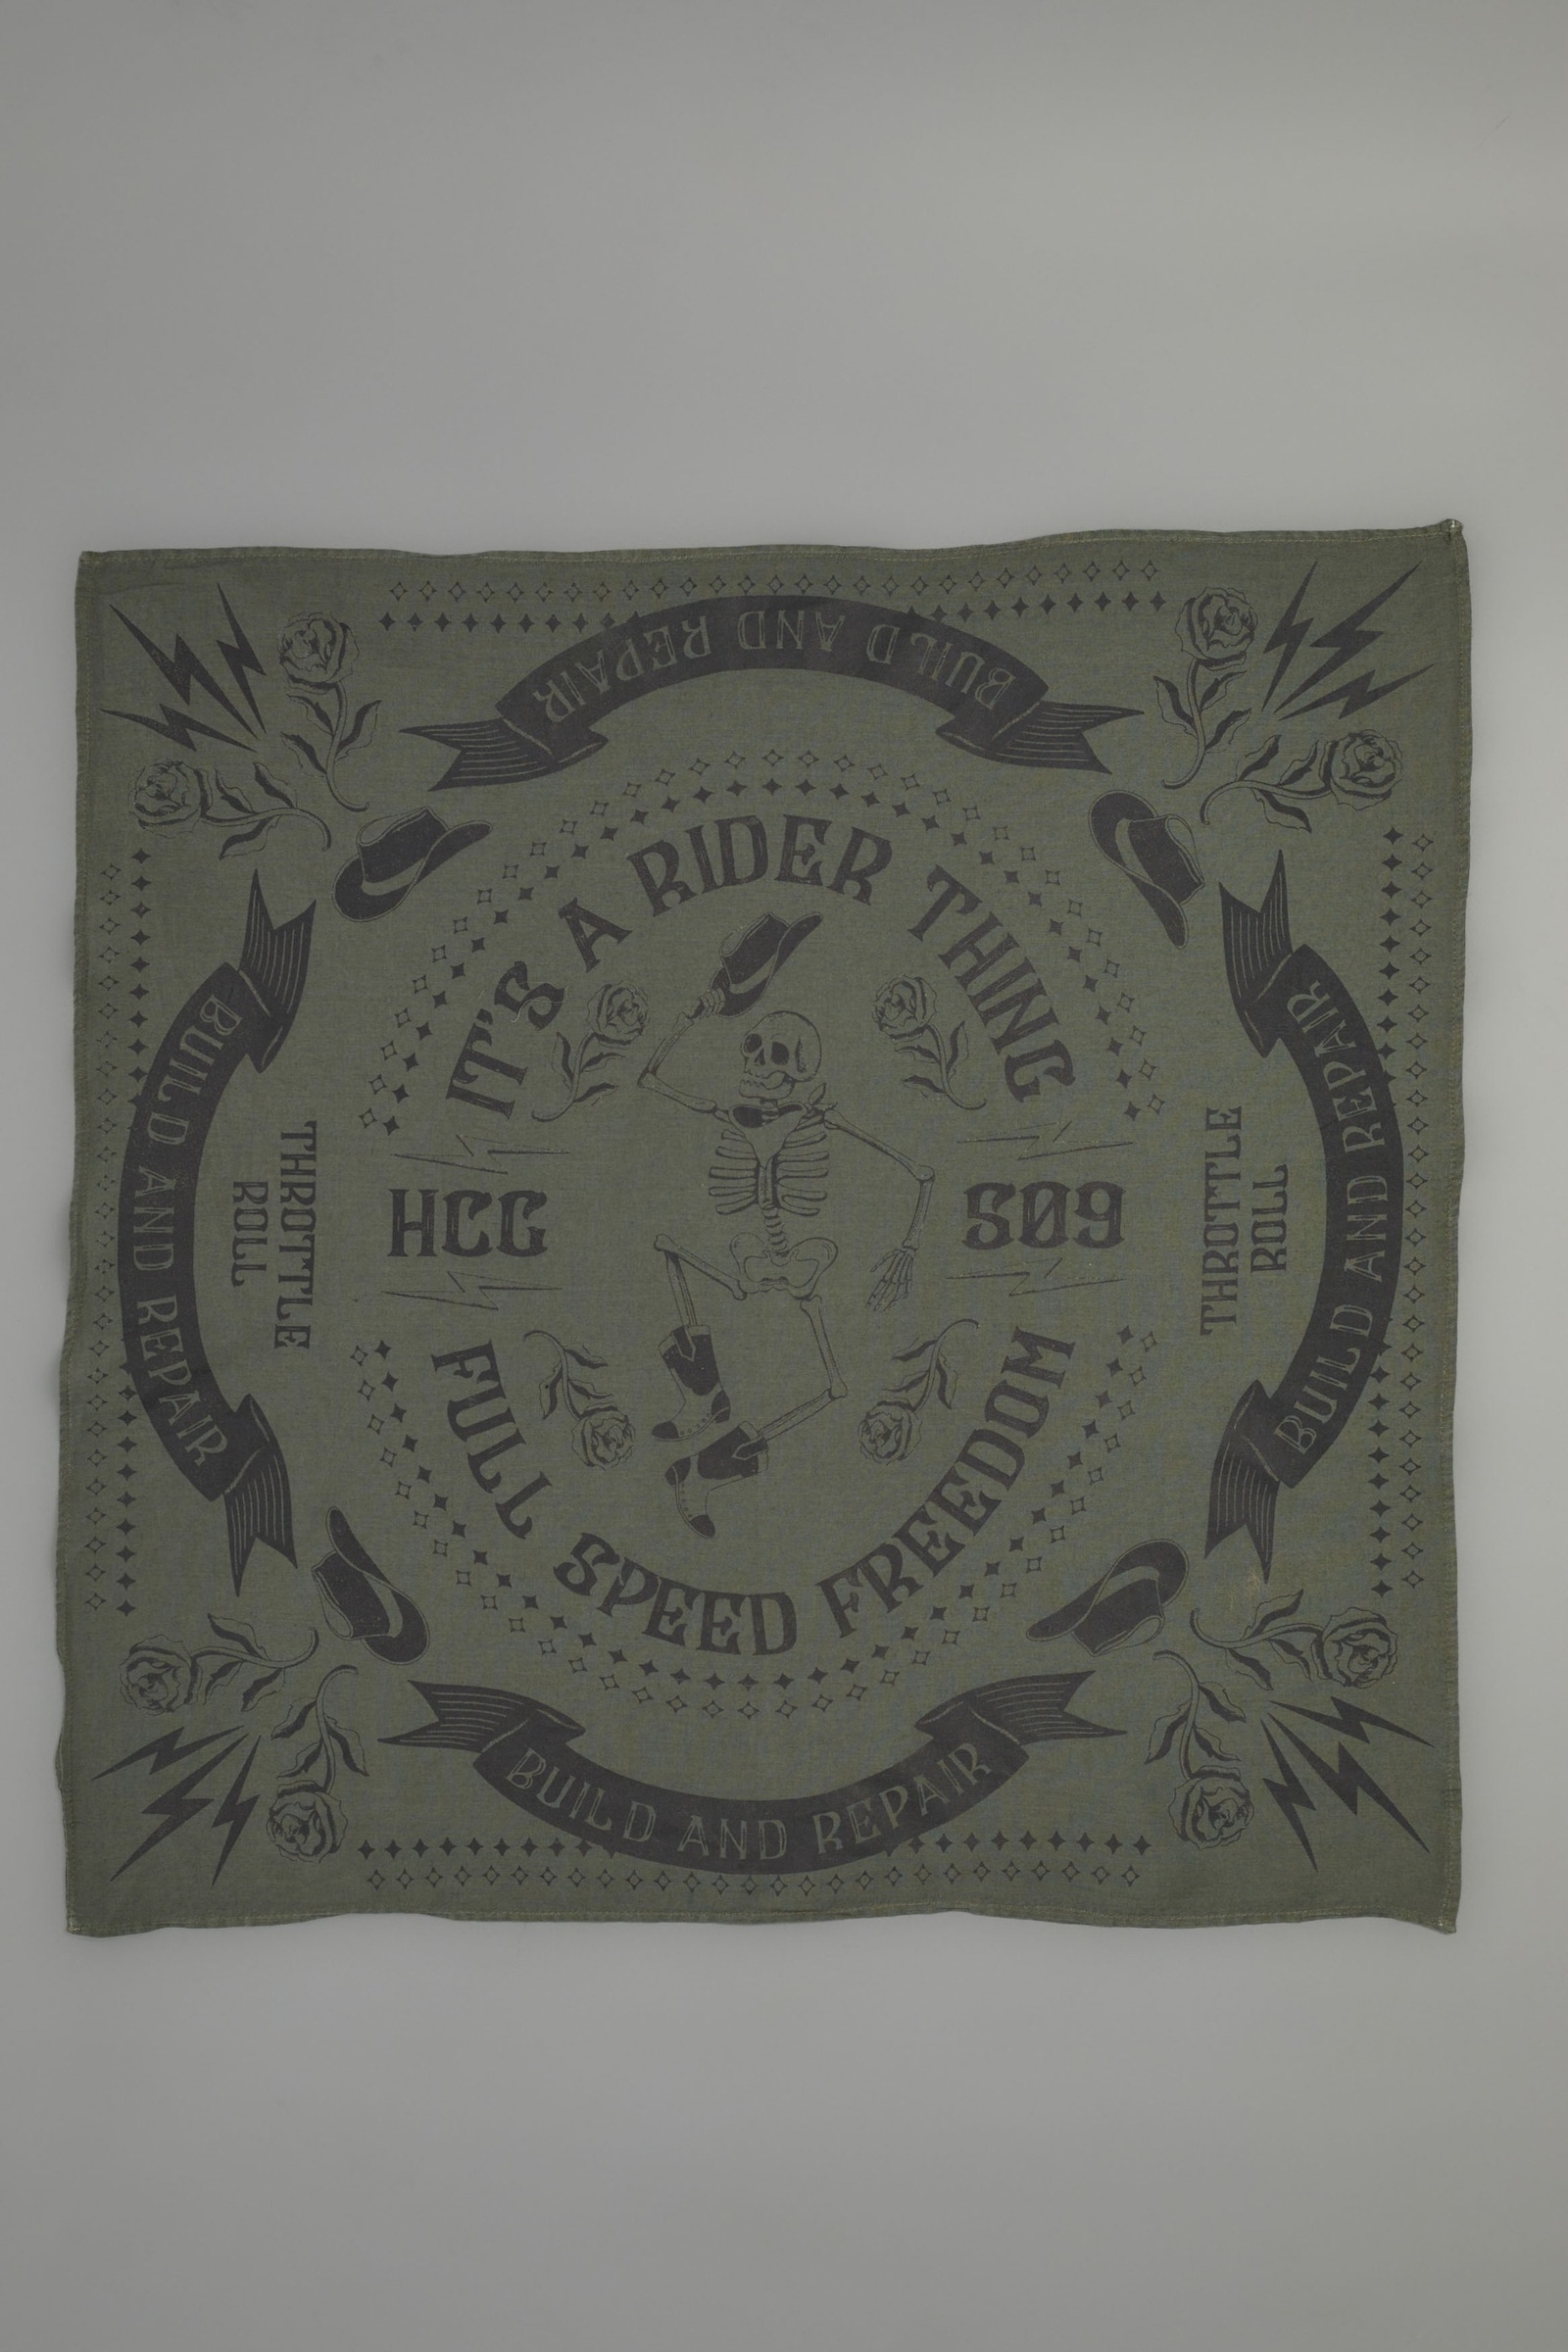 BUILD AND REPAIR
IT'S A RIDER THING
BUILD AND REPAIR
THROTTLE
ROLL
HCC
S09
THROTTLE
ROLL
BUILD AND REPAIR
FULL SPEED FREEDOM
BUILD AND REPAIR